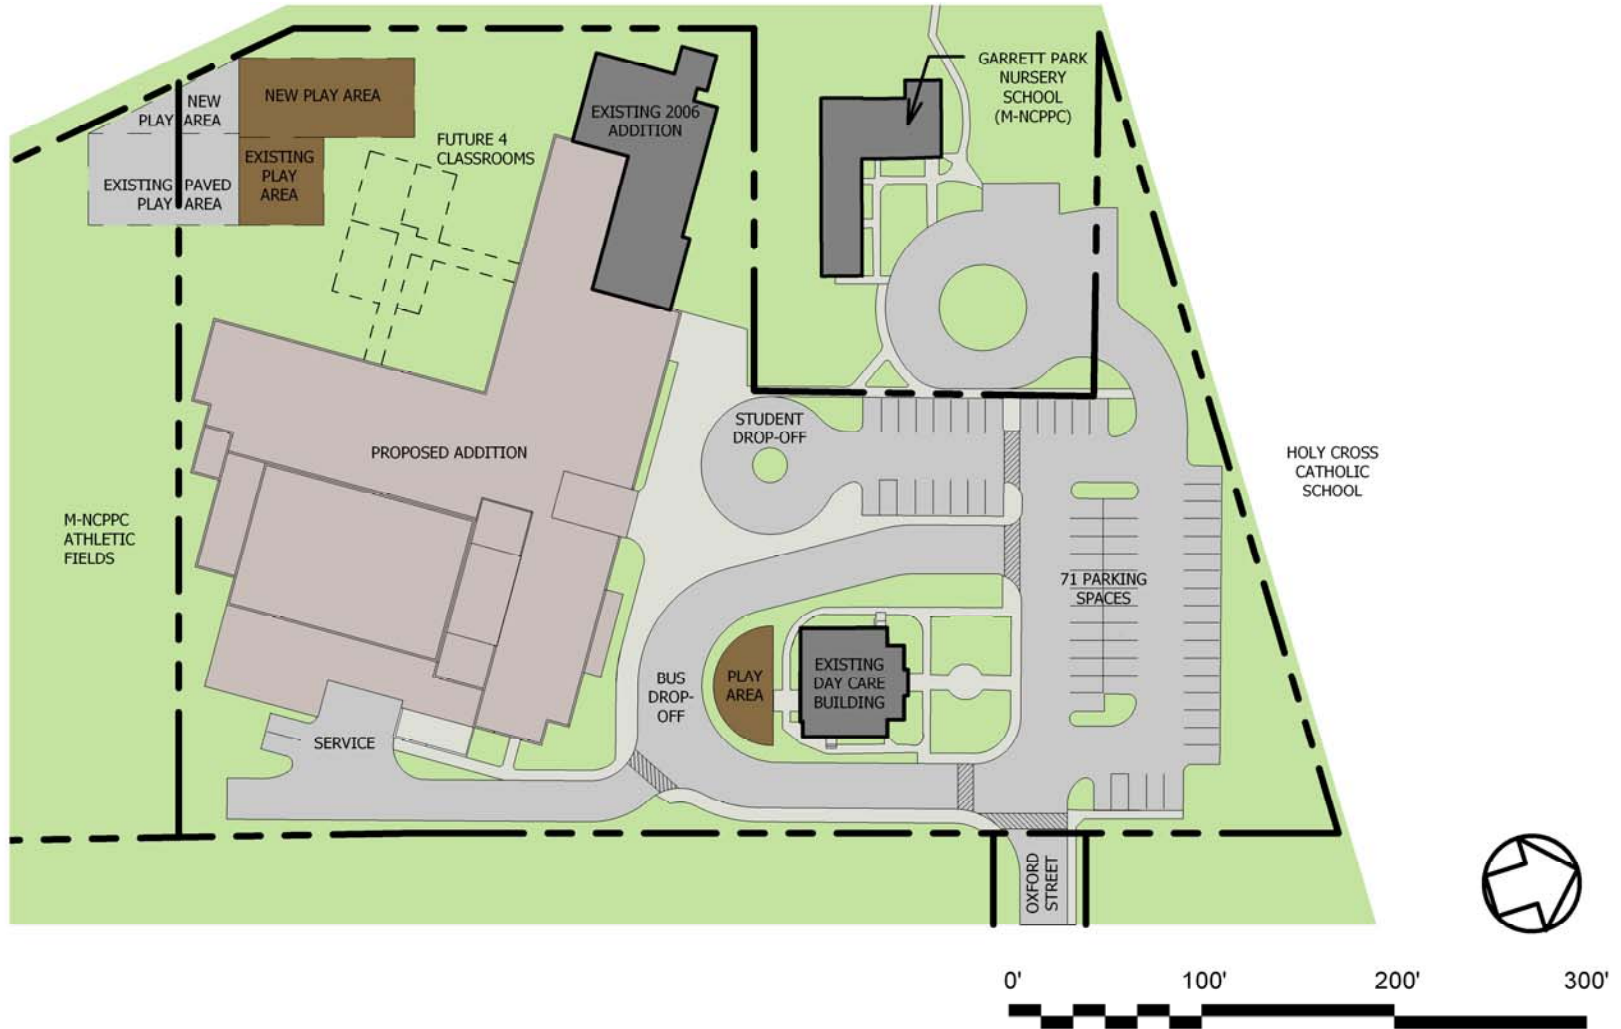 GARRETT PARK
NURSERY
SCHOOL
(M-NCPPC)
NEW
PLAY AREA
NEW PLAY AREA
EXISTING 2006
ADDITION
FUTURE 4
CLASSROOMS
EXISTING PAVED
PLAY AREA
EXISTING
PLAY
AREA
STUDENT
DROP-OFF
PROPOSED ADDITION
HOLY CROSS
CATHOLIC
SCHOOL
M-NCPPC
ATHLETIC
FIELDS
71 PARKING
SPACES
BUS
DROP-
OFF
PLAY
AREA
EXISTING
DAY CARE
BUILDING
SERVICE
OXFORD
STREET
0' 100' 200' 300'